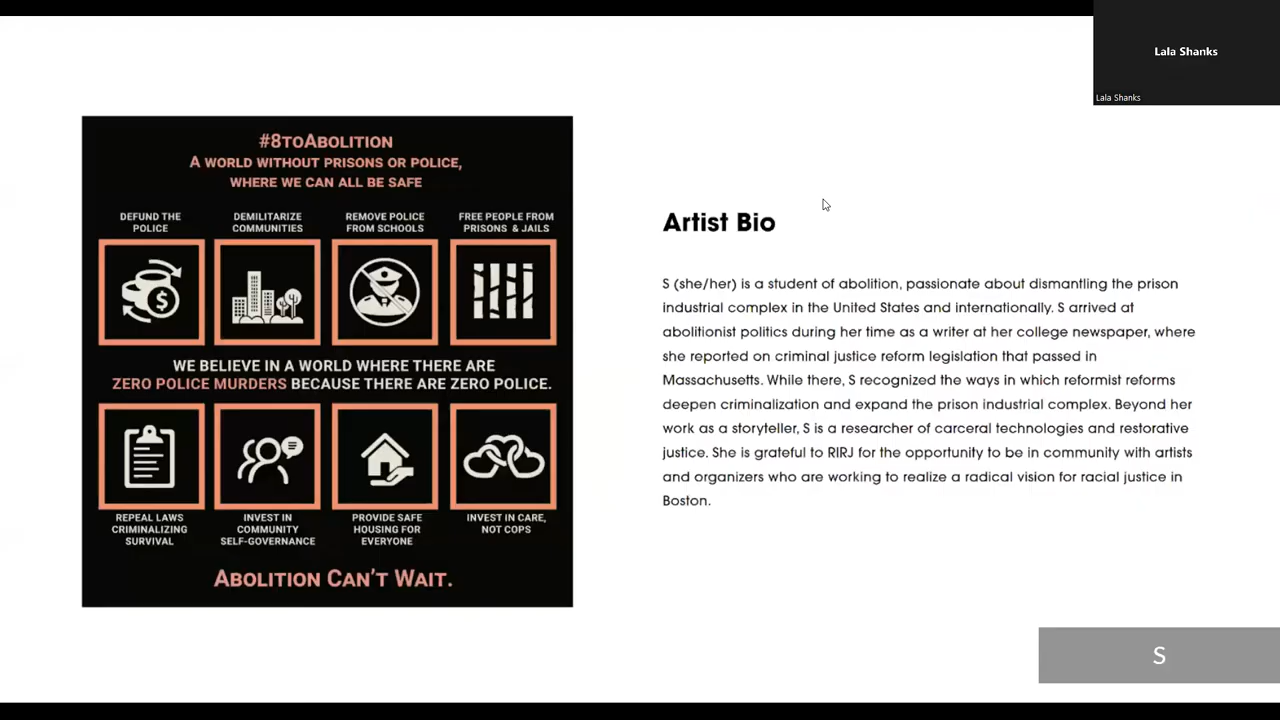 Lala Shanks
Lala Shanks
#8toAbolition
A world without prisons or police,
where we can all be safe
DEFUND THE
POLICE
DEMILITARIZE
COMMUNITIES
REMOVE POLICE
FROM SCHOOLS
FREE PEOPLE FROM
PRISONS & JAILS
$
WE BELIEVE IN A WORLD WHERE THERE ARE
ZERO POLICE MURDERS BECAUSE THERE ARE ZERO POLICE.
REPEAL LAWS
CRIMINALIZING
SURVIVAL
INVEST IN
COMMUNITY
SELF-GOVERNANCE
PROVIDE SAFE
HOUSING FOR
EVERYONE
INVEST IN CARE,
NOT COPS
Abolition Can't Wait.
Artist Bio
S (she/her) is a student of abolition, passionate about dismantling the prison
industrial complex in the United States and internationally. S arrived at
abolitionist politics during her time as a writer at her college newspaper, where
she reported on criminal justice reform legislation that passed in
Massachusetts. While there, S recognized the ways in which reformist reforms
deepen criminalization and expand the prison industrial complex. Beyond her
work as a storyteller, S is a researcher of carceral technologies and restorative
justice. She is grateful to RIRJ for the opportunity to be in community with artists
and organizers who are working to realize a radical vision for racial justice in
Boston.
S